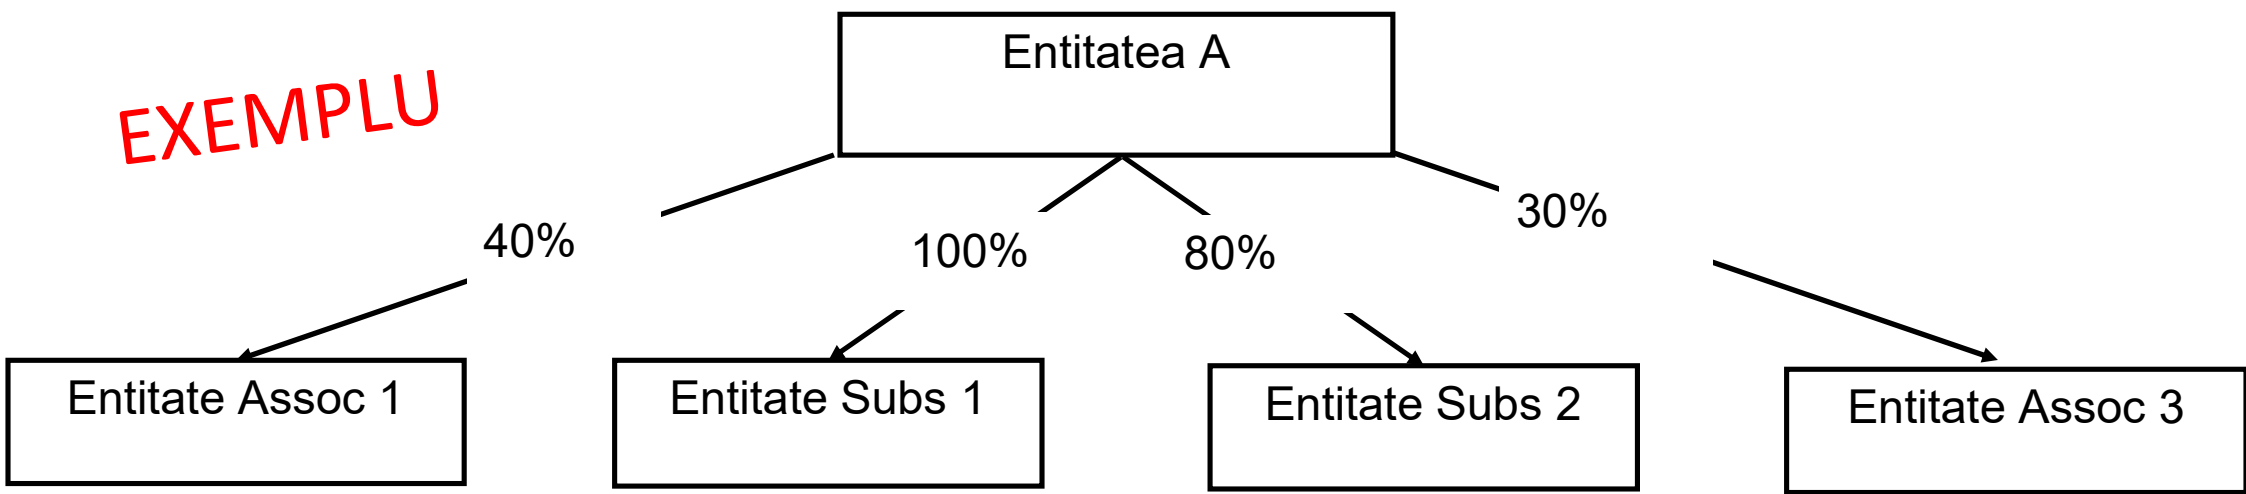 Entitatea A
EXEMPLU
40%
100%
80%
30%
Entitate Assoc 1
Entitate Subs 1
Entitate Subs 2
Entitate Assoc 3